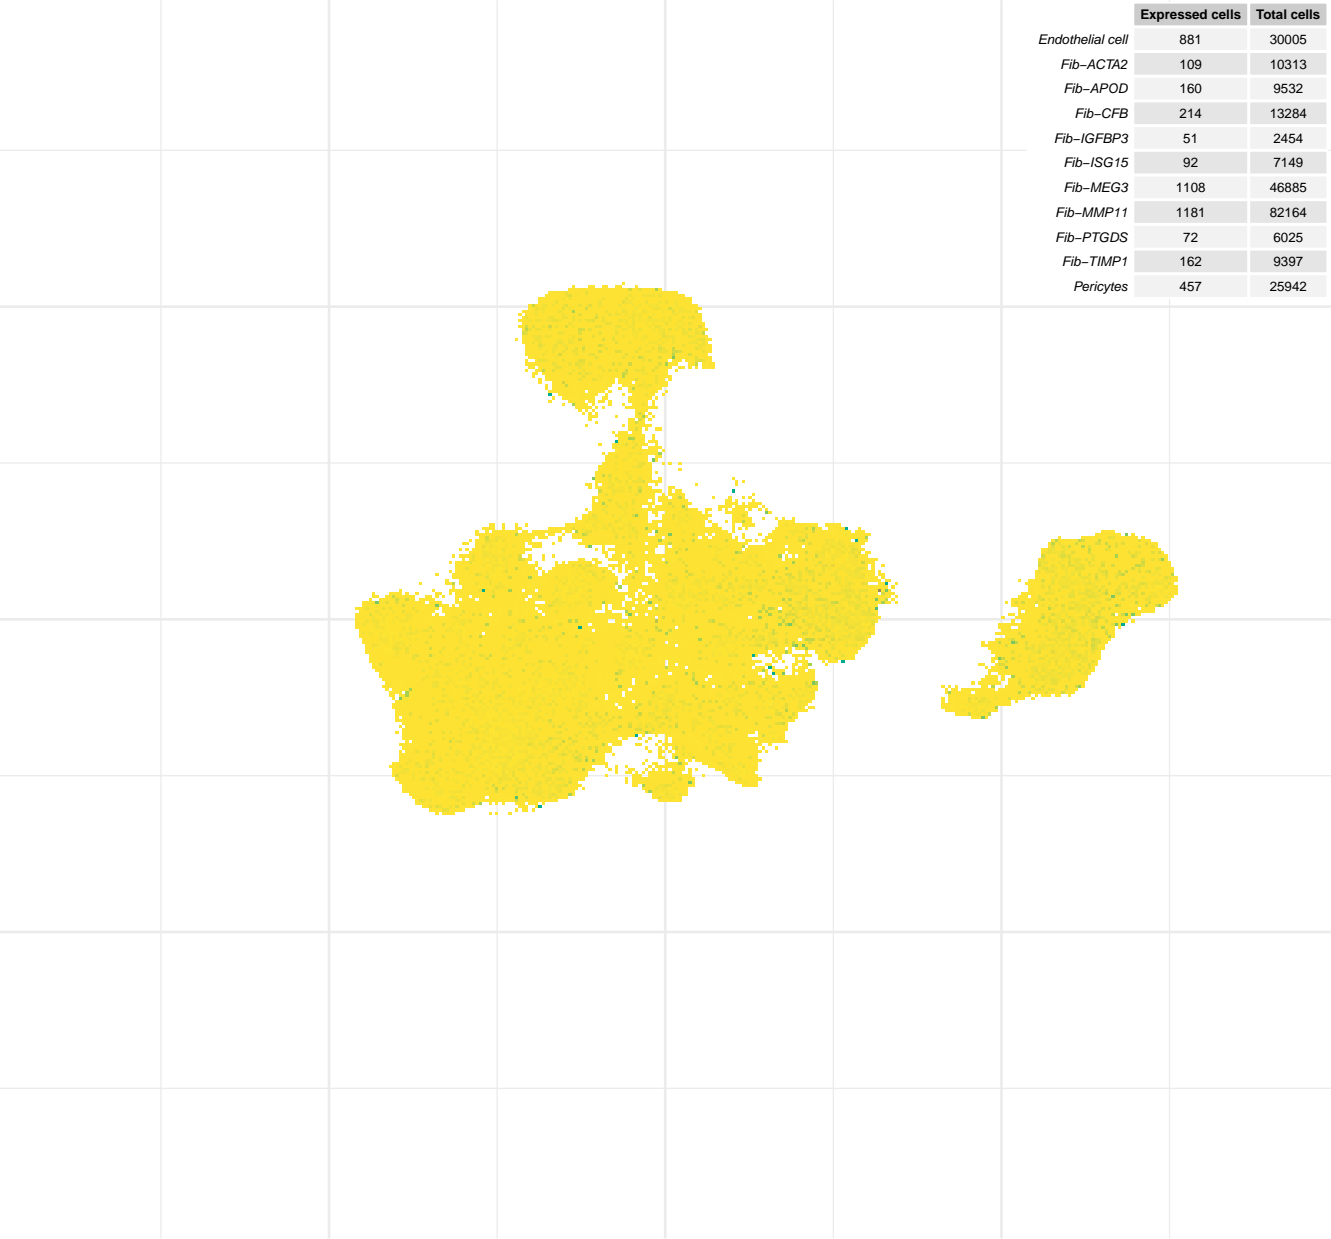 Expressed cells Total cells
Endothelial cell 881 30005
Fib−ACTA2 109 10313
Fib−APOD 160 9532
Fib−CFB 214 13284
Fib−IGFBP3 51 2454
Fib−ISG15 92 7149
Fib−MEG3 1108 46885
Fib−MMP11 1181 82164
Fib−PTGDS 72 6025
Fib−TIMP1 162 9397
Pericytes 457 25942